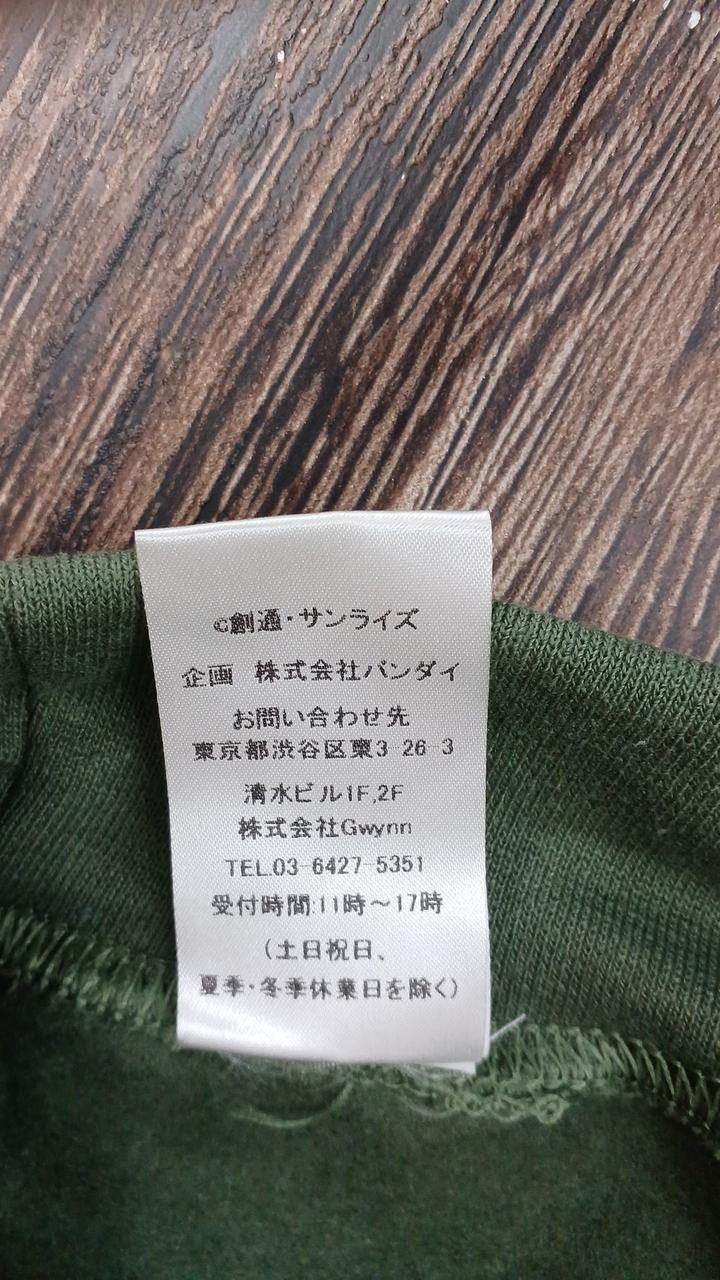 ©創通・サンライズ
企画 株式会社バンダイ
お問い合わせ先
東京都渋谷区東3-26-3
清水ビル1F,2F
株式会社Gwynn
TEL.03-6427-5351
受付時間:11時～17時
(土日祝日、
夏季・冬季休業日を除く)